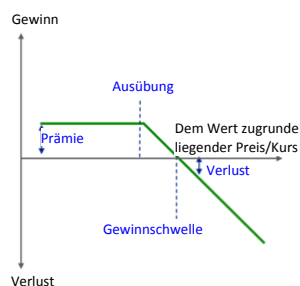 Gewinn
Ausübung
Dem Wert zugrunde
liegender Preis/Kurs
Prämie
Verlust
Gewinnschwelle
Verlust